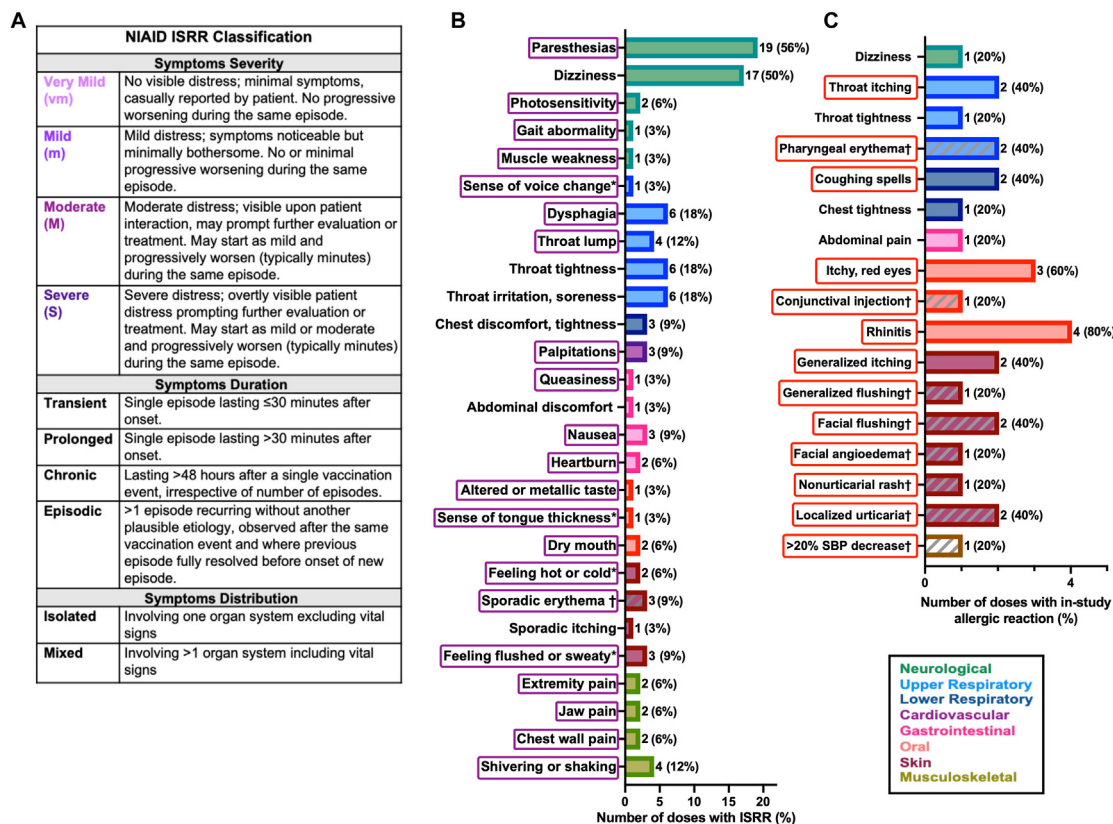 A
NIAID ISRR Classification
Symptoms Severity
Very Mild
(vm)
No visible distress; minimal symptoms,
casually reported by patient. No progressive
worsening during the same episode.
Mild
(m)
Mild distress; symptoms noticeable but
minimally bothersome. No or minimal
progressive worsening during the same
episode.
Moderate
(M)
Moderate distress; visible upon patient
interaction, may prompt further evaluation or
treatment. May start as mild and
progressively worsen (typically minutes)
during the same episode.
Severe
(S)
Severe distress; overtly visible patient
distress prompting further evaluation or
treatment. May start as mild or moderate
and progressively worsen (typically minutes)
during the same episode.
Symptoms Duration
Transient
Single episode lasting ≤30 minutes after
onset.
Prolonged
Single episode lasting >30 minutes after
onset.
Chronic
Lasting >48 hours after a single vaccination
event, irrespective of number of episodes.
Episodic
>1 episode recurring without another
plausible etiology, observed after the same
vaccination event and where previous
episode fully resolved before onset of new
episode.
Symptoms Distribution
Isolated
Involving one organ system excluding vital
signs
Mixed
Involving >1 organ system including vital
signs
B
Paresthesias 19 (56%)
Dizziness 17 (50%)
Photosensitivity 2 (6%)
Gait abormality 1 (3%)
Muscle weakness 1 (3%)
Sense of voice change* 1 (3%)
Dysphagia 6 (18%)
Throat lump 4 (12%)
Throat tightness 6 (18%)
Throat irritation, soreness 6 (18%)
Chest discomfort, tightness 3 (9%)
Palpitations 3 (9%)
Queasiness 1 (3%)
Abdominal discomfort 1 (3%)
Nausea 3 (9%)
Heartburn 2 (6%)
Altered or metallic taste 1 (3%)
Sense of tongue thickness* 1 (3%)
Dry mouth 2 (6%)
Feeling hot or cold* 2 (6%)
Sporadic erythema † 3 (9%)
Sporadic itching 1 (3%)
Feeling flushed or sweaty* 3 (9%)
Extremity pain 2 (6%)
Jaw pain 2 (6%)
Chest wall pain 2 (6%)
Shivering or shaking 4 (12%)
0 5 10 15 20
Number of doses with ISRR (%)
C
Dizziness 1 (20%)
Throat itching 2 (40%)
Throat tightness 1 (20%)
Pharyngeal erythema† 2 (40%)
Coughing spells 2 (40%)
Chest tightness 1 (20%)
Abdominal pain 1 (20%)
Itchy, red eyes 3 (60%)
Conjunctival injection† 1 (20%)
Rhinitis 4 (80%)
Generalized itching 2 (40%)
Generalized flushing† 1 (20%)
Facial flushing† 2 (40%)
Facial angioedema† 1 (20%)
Nonurticarial rash† 1 (20%)
Localized urticaria† 2 (40%)
>20% SBP decrease† 1 (20%)
0 4
Number of doses with in-study
allergic reaction (%)
Neurological
Upper Respiratory
Lower Respiratory
Cardiovascular
Gastrointestinal
Oral
Skin
Musculoskeletal